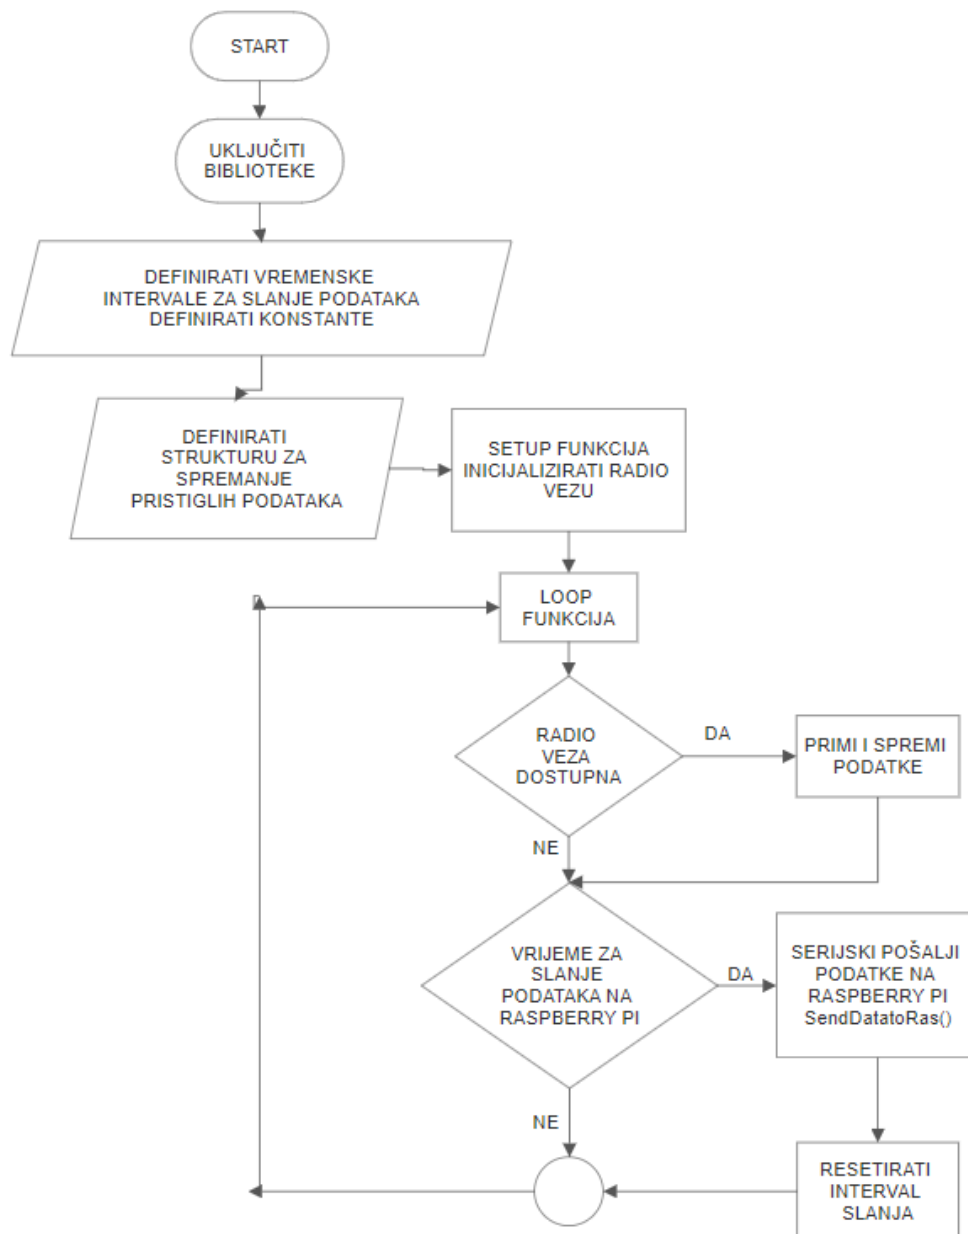 START
UKLJUČITI
BIBLIOTEKE
DEFINIRATI VREMENSKE
INTERVALE ZA SLANJE PODATAKA
DEFINIRATI KONSTANTE
DEFINIRATI
STRUKTURU ZA
SPREMANJE
PRISTIGLIH PODATAKA
SETUP FUNKCIJA
INICIJALIZIRATI RADIO
VEZU
LOOP
FUNKCIJA
RADIO
VEZA
DOSTUPNA
DA
PRIMI I SPREMI
PODATKE
NE
VRIJEME ZA
SLANJE
PODATAKA NA
RASPBERRY PI
DA
SERIJSKI POŠALJI
PODATKE NA
RASPBERRY PI
SendDatatoRas()
NE
RESETIRATI
INTERVAL
SLANJA